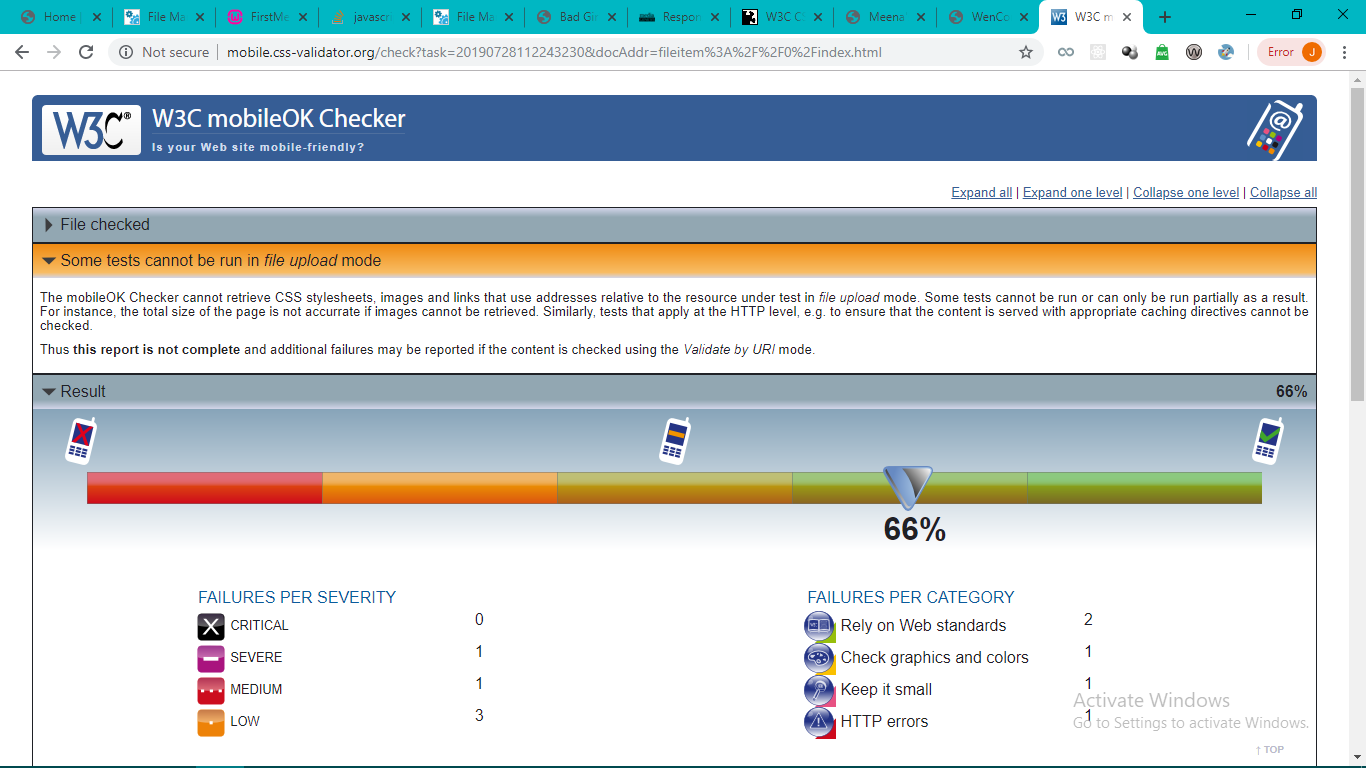 Home
File Ma
FirstMe
javascri
File Ma
Bad Gir
Respon
W3C C
Meena
WenCo
W3C m
Not secure | mobile.css-validator.org/check?task=20190728112243230&docAddr=fileitem%3A%2F%2F0%2Findex.html
AVG
W
Error J
W3C®
W3C mobileOK Checker
Is your Web site mobile-friendly?
@
Expand all | Expand one level | Collapse one level | Collapse all
File checked
Some tests cannot be run in file upload mode
The mobileOK Checker cannot retrieve CSS stylesheets, images and links that use addresses relative to the resource under test in file upload mode. Some tests cannot be run or can only be run partially as a result.
For instance, the total size of the page is not accurrate if images cannot be retrieved. Similarly, tests that apply at the HTTP level, e.g. to ensure that the content is served with appropriate caching directives cannot be
checked.
Thus this report is not complete and additional failures may be reported if the content is checked using the Validate by URI mode.
Result 66%
66%
FAILURES PER SEVERITY
CRITICAL 0
SEVERE 1
MEDIUM 1
LOW 3
FAILURES PER CATEGORY
Rely on Web standards 2
Check graphics and colors 1
Keep it small 1
HTTP errors 1
Activate Windows
Go to Settings to activate Windows.
↑ TOP